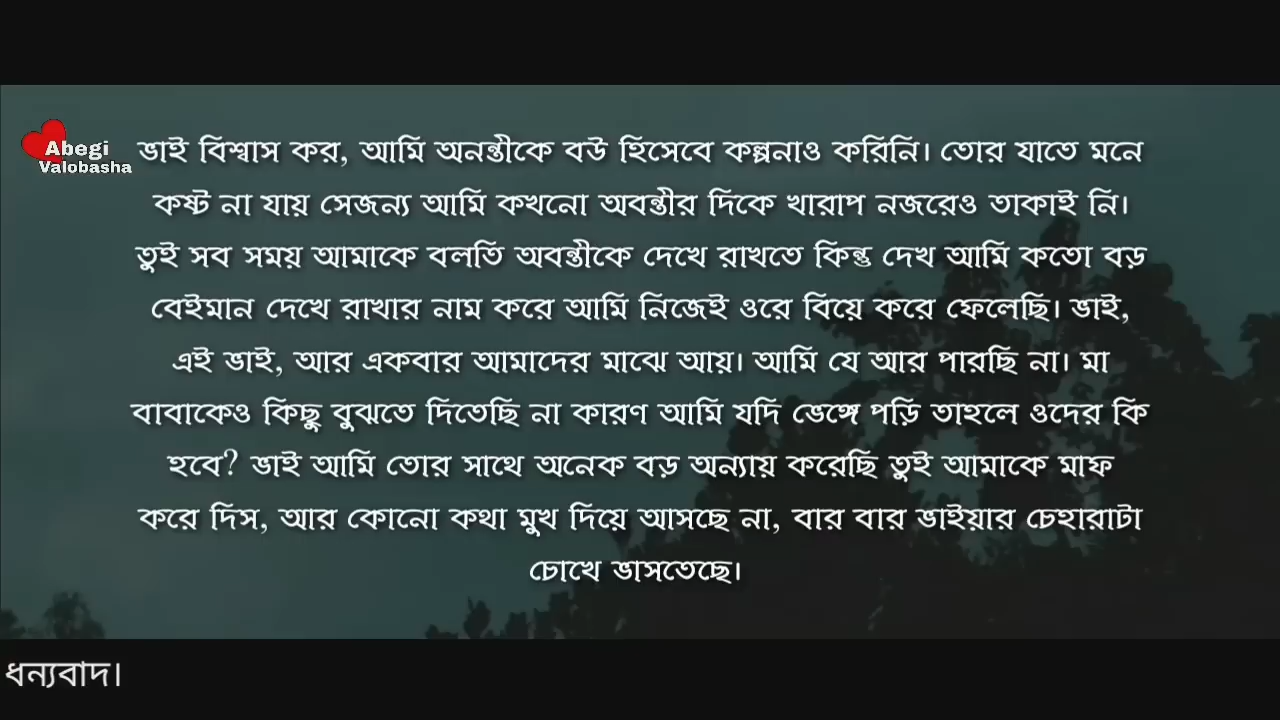 Abegi
Valobasha
ভাই বিশ্বাস কর, আমি অনন্তীকে বউ হিসেবে কল্পনাও করিনি। তোর যাতে মনে
কষ্ট না যায় সেজন্য আমি কখনো অবন্তীর দিকে খারাপ নজরেও তাকাই নি।
তুই সব সময় আমাকে বলতি অবন্তীকে দেখে রাখতে কিন্তু দেখ আমি কতো বড়
বেইমান দেখে রাখার নাম করে আমি নিজেই ওরে বিয়ে করে ফেলেছি। ভাই,
এই ভাই, আর একবার আমাদের মাঝে আয়। আমি যে আর পারছি না। মা
বাবাকেও কিছু বুঝতে দিতেছি না কারণ আমি যদি ভেঙ্গে পড়ি তাহলে ওদের কি
হবে? ভাই আমি তোর সাথে অনেক বড় অন্যায় করেছি তুই আমাকে মাফ
করে দিস, আর কোনো কথা মুখ দিয়ে আসছে না, বার বার ভাইয়ার চেহারাটা
চোখে ভাসতেছে।
ধন্যবাদ।